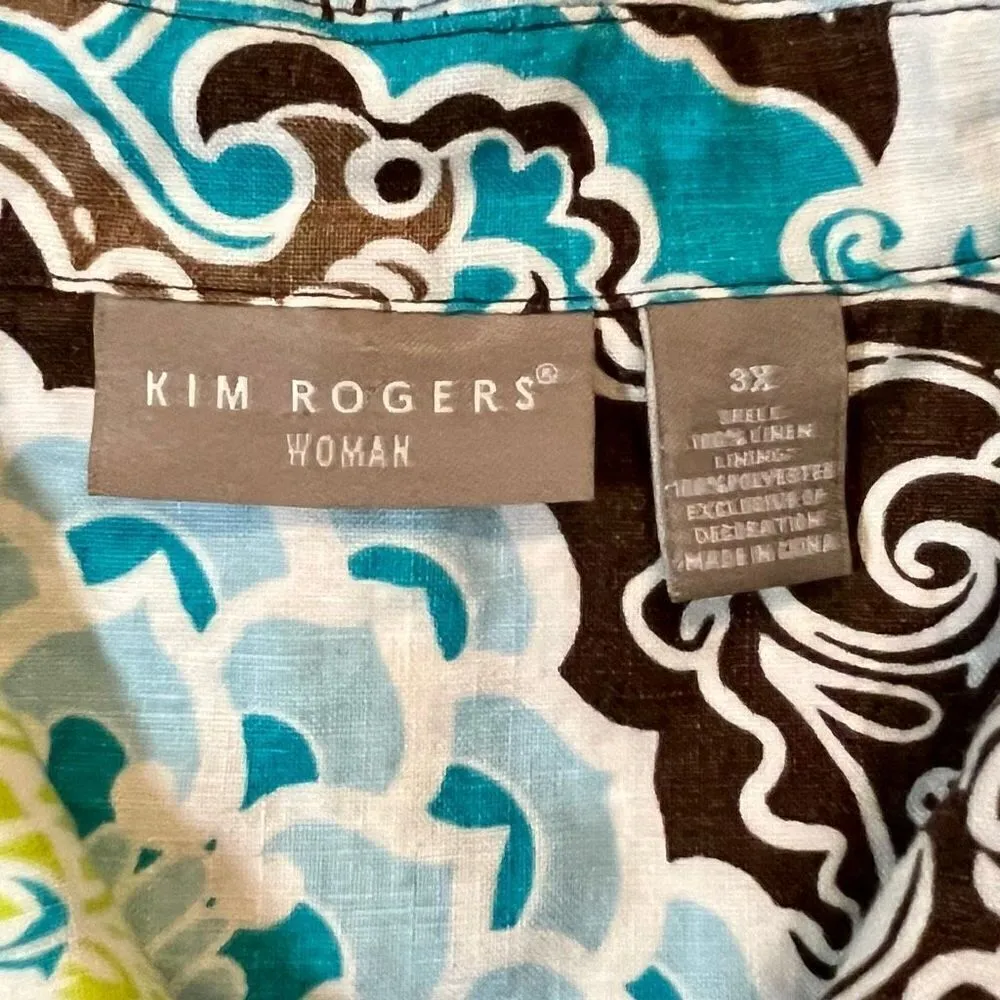 KIM ROGERS®
WOMAN
3X
SHELL:
100% LINEN
LINING:
100% POLYESTER
EXCLUSIVE OF
DECORATION
MADE IN CHINA